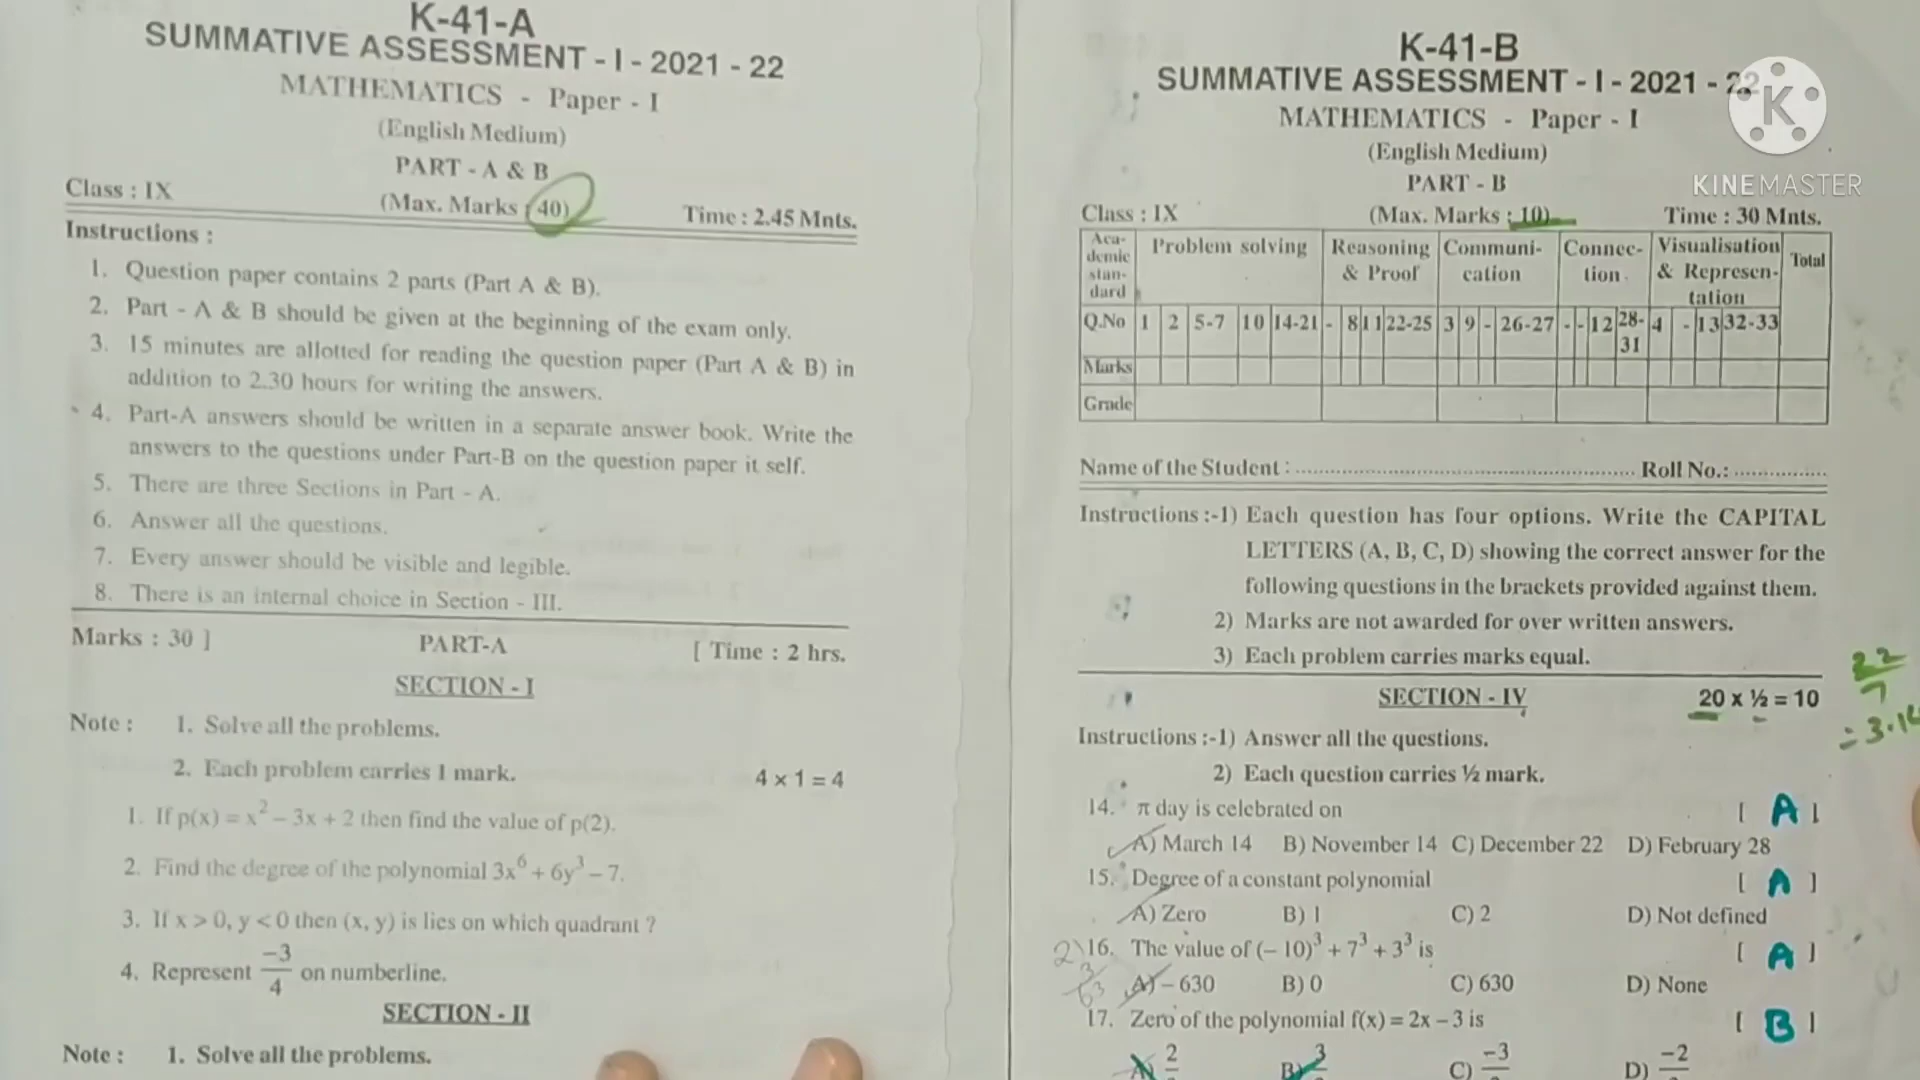 K-41-A
SUMMATIVE ASSESSMENT - I - 2021 - 22
MATHEMATICS - Paper - I
(English Medium)
PART - A & B
Class : IX (Max. Marks : 40) Time : 2.45 Mnts.
Instructions :
1. Question paper contains 2 parts (Part A & B).
2. Part - A & B should be given at the beginning of the exam only.
3. 15 minutes are allotted for reading the question paper (Part A & B) in
addition to 2.30 hours for writing the answers.
4. Part-A answers should be written in a separate answer book. Write the
answers to the questions under Part-B on the question paper it self.
5. There are three Sections in Part - A.
6. Answer all the questions.
7. Every answer should be visible and legible.
8. There is an internal choice in Section - III.
Marks : 30 ] PART-A [ Time : 2 hrs.
SECTION - I
Note : 1. Solve all the problems.
2. Each problem carries 1 mark. 4 x 1 = 4
1. If p(x) = x² – 3x + 2 then find the value of p(2).
2. Find the degree of the polynomial 3x⁶ + 6y³ – 7.
3. If x > 0, y < 0 then (x, y) is lies on which quadrant ?
4. Represent –3/4 on numberline.
SECTION - II
Note : 1. Solve all the problems.
K-41-B
SUMMATIVE ASSESSMENT - I - 2021 - 22
MATHEMATICS - Paper - I
(English Medium)
PART - B
Class : IX (Max. Marks : 10) Time : 30 Mnts.
Aca-demic stan-dard Problem solving Reasoning & Proof Communi-cation Connec-tion Visualisation & Represen-tation Total
Q.No 1 2 5-7 10 14-21 - 8 11 22-25 3 9 - 26-27 - - 12 28-31 4 - 13 32-33
Marks
Grade
Name of the Student : ................ Roll No.: ..............
Instructions :-1) Each question has four options. Write the CAPITAL
LETTERS (A, B, C, D) showing the correct answer for the
following questions in the brackets provided against them.
2) Marks are not awarded for over written answers.
3) Each problem carries marks equal.
SECTION - IV 20 x ½ = 10
22/7
= 3.14
Instructions :-1) Answer all the questions.
2) Each question carries ½ mark.
14. π day is celebrated on [ A ]
A) March 14 B) November 14 C) December 22 D) February 28
15. Degree of a constant polynomial [ A ]
A) Zero B) 1 C) 2 D) Not defined
16. The value of (– 10)³ + 7³ + 3³ is [ A ]
A) – 630 B) 0 C) 630 D) None
17. Zero of the polynomial f(x) = 2x – 3 is [ B ]
A) 2 B) 3 C) –3 D) –2
KINEMASTER